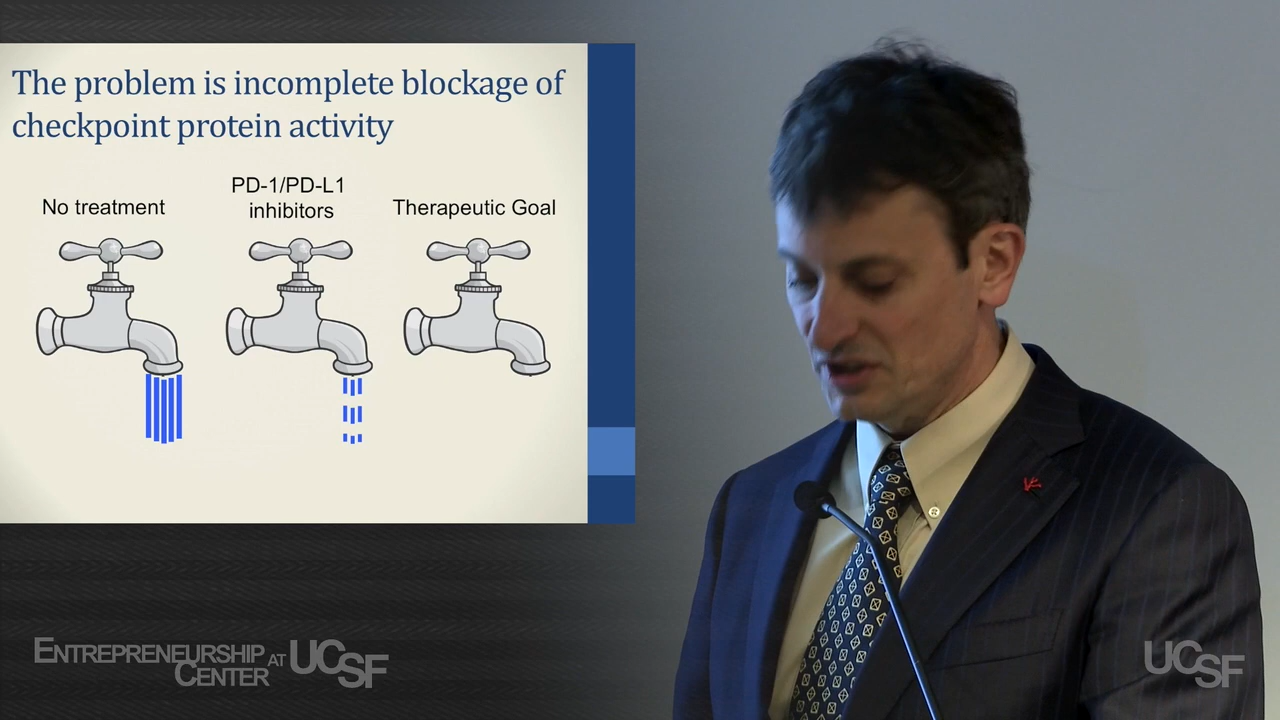 The problem is incomplete blockage of
checkpoint protein activity
No treatment
PD-1/PD-L1
inhibitors
Therapeutic Goal
ENTREPRENEURSHIP
CENTER AT UCSF
UCSF